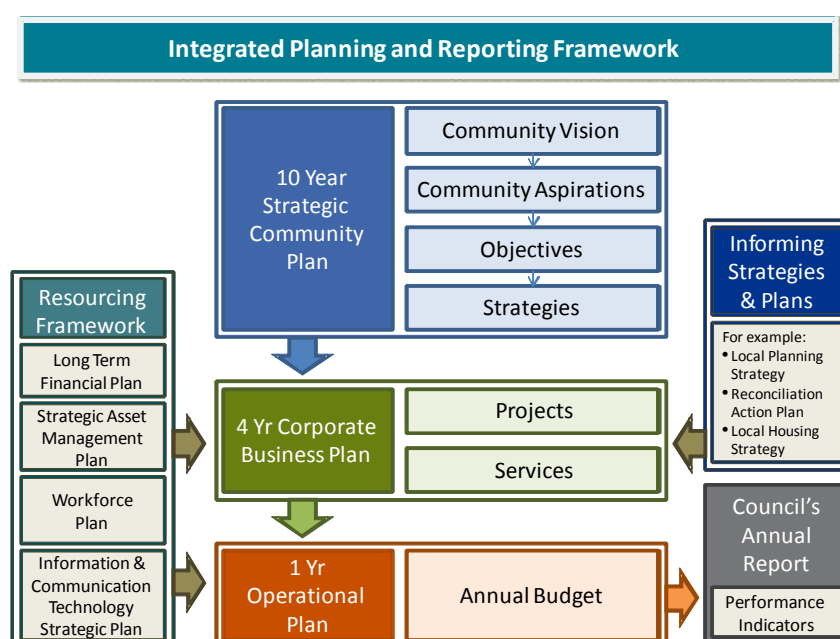 Integrated Planning and Reporting Framework
10 Year
Strategic
Community
Plan
Community Vision
Community Aspirations
Objectives
Strategies
Resourcing
Framework
Long Term
Financial Plan
Strategic Asset
Management
Plan
Workforce
Plan
Information &
Communication
Technology
Strategic Plan
4 Yr Corporate
Business Plan
Projects
Services
1 Yr
Operational
Plan
Annual Budget
Informing
Strategies
& Plans
For example:
• Local Planning
Strategy
• Reconciliation
Action Plan
• Local Housing
Strategy
Council's
Annual
Report
Performance
Indicators